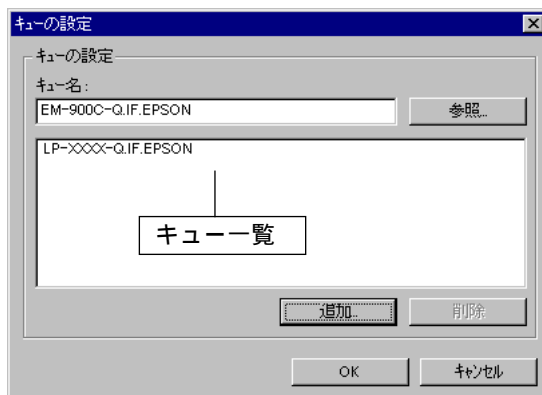 ｷｭｰの設定
ｷｭｰの設定
ｷｭｰ名:
EM-900C-Q.IF.EPSON
参照...
LP-XXXX-Q.IF.EPSON
キュー一覧
追加...
削除
OK
ｷｬﾝｾﾙ